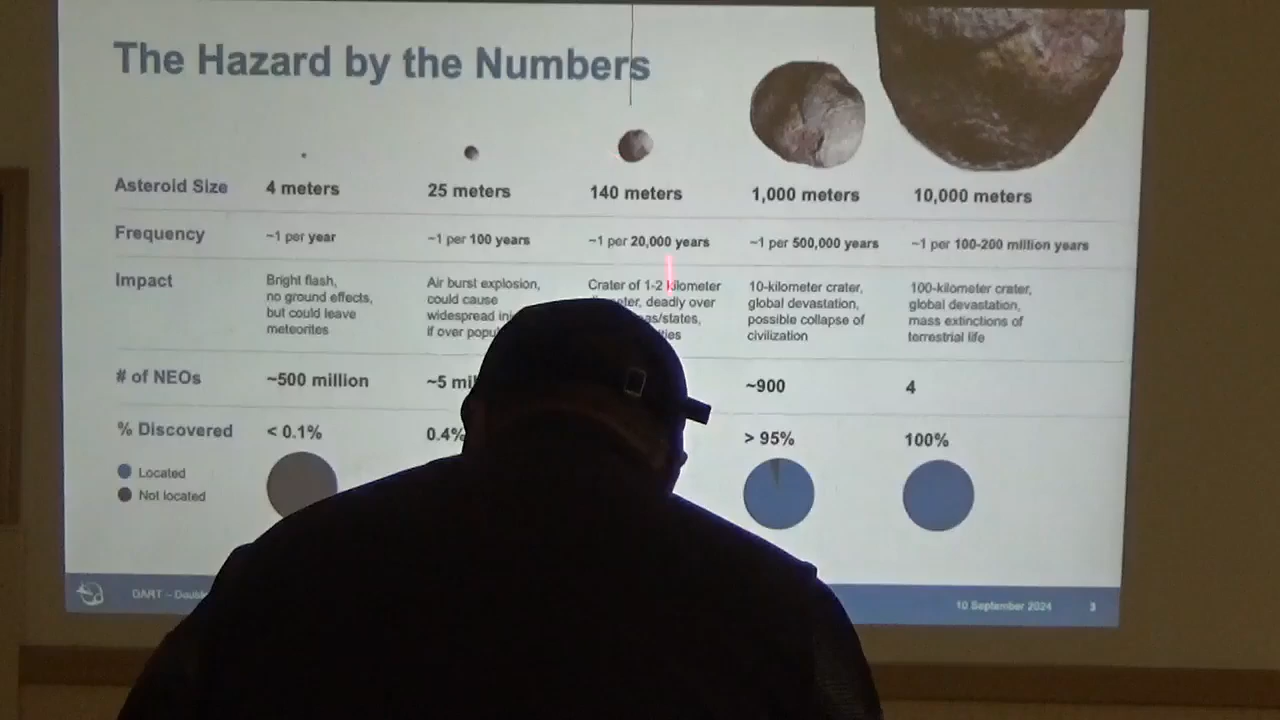 The Hazard by the Numbers
Asteroid Size 4 meters 25 meters 140 meters 1,000 meters 10,000 meters
Frequency ~1 per year ~1 per 100 years ~1 per 20,000 years ~1 per 500,000 years ~1 per 100-200 million years
Impact Bright flash, Air burst explosion, Crater of 1-2 kilometer 10-kilometer crater, 100-kilometer crater,
no ground effects, could cause deadly over global devastation, global devastation,
but could leave widespread possible collapse of mass extinctions of
meteorites if over civilization terrestrial life
# of NEOs ~500 million ~5 ~900 4
% Discovered < 0.1% 0.4% > 95% 100%
Located
Not located
DART – 10 September 2024 3